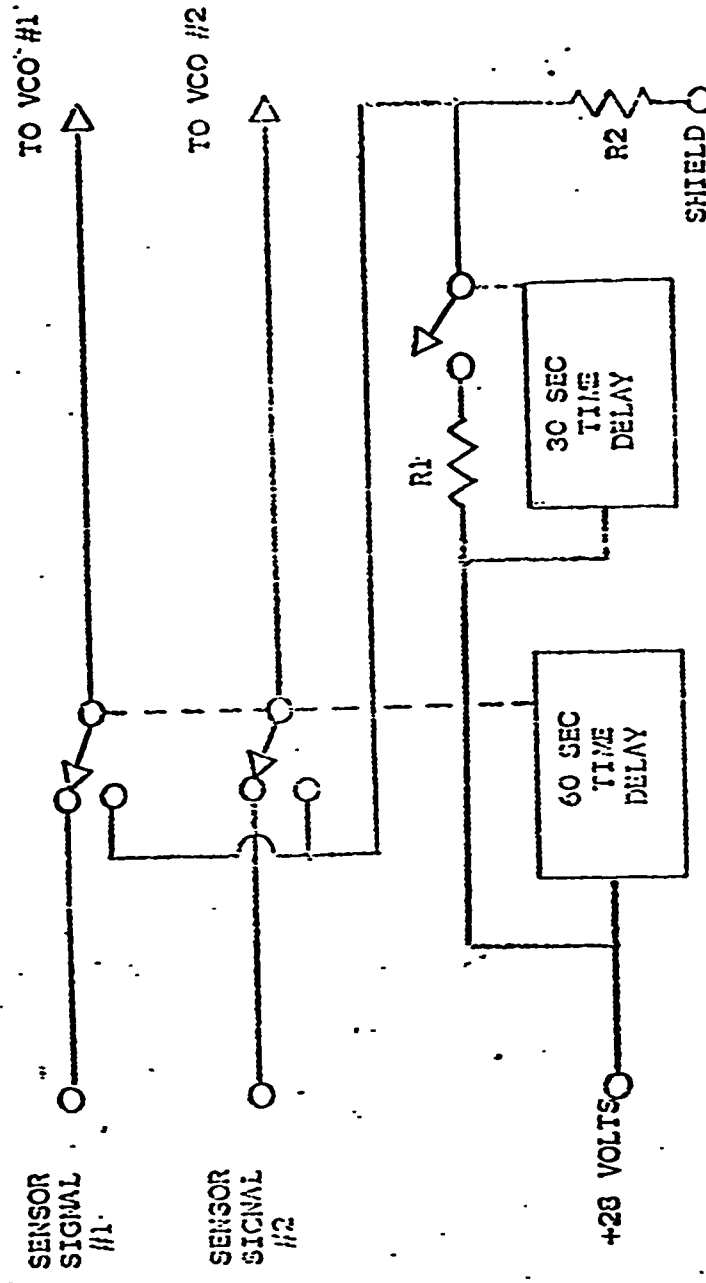 SENSOR
SIGNAL
#1
TO VCO #1
SENSOR
SIGNAL
#2
TO VCO #2
R1
R2
SHIELD
+28 VOLTS
60 SEC
TIME
DELAY
30 SEC
TIME
DELAY